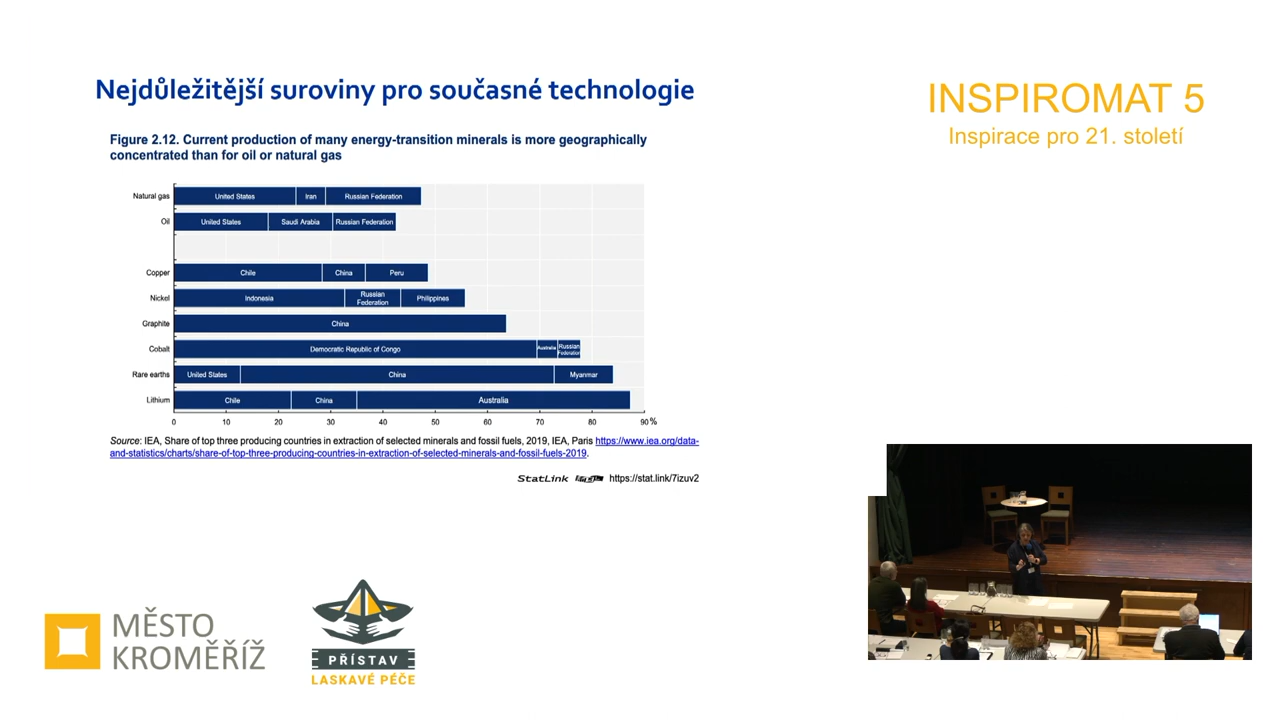 Nejdůležitější suroviny pro současné technologie
INSPIROMAT 5
Inspirace pro 21. století
Figure 2.12. Current production of many energy-transition minerals is more geographically
concentrated than for oil or natural gas
Natural gas United States Iran Russian Federation
Oil United States Saudi Arabia Russian Federation
Copper Chile China Peru
Nickel Indonesia Russian Federation Philippines
Graphite China
Cobalt Democratic Republic of Congo Australia Russian Federation
Rare earths United States China Myanmar
Lithium Chile China Australia
0 10 20 30 40 50 60 70 80 90 %
Source: IEA, Share of top three producing countries in extraction of selected minerals and fossil fuels, 2019, IEA, Paris https://www.iea.org/data-
and-statistics/charts/share-of-top-three-producing-countries-in-extraction-of-selected-minerals-and-fossil-fuels-2019.
StatLink https://stat.link/7izuv2
MĚSTO
KROMĚŘÍŽ
PŘÍSTAV
LASKAVÉ PÉČE